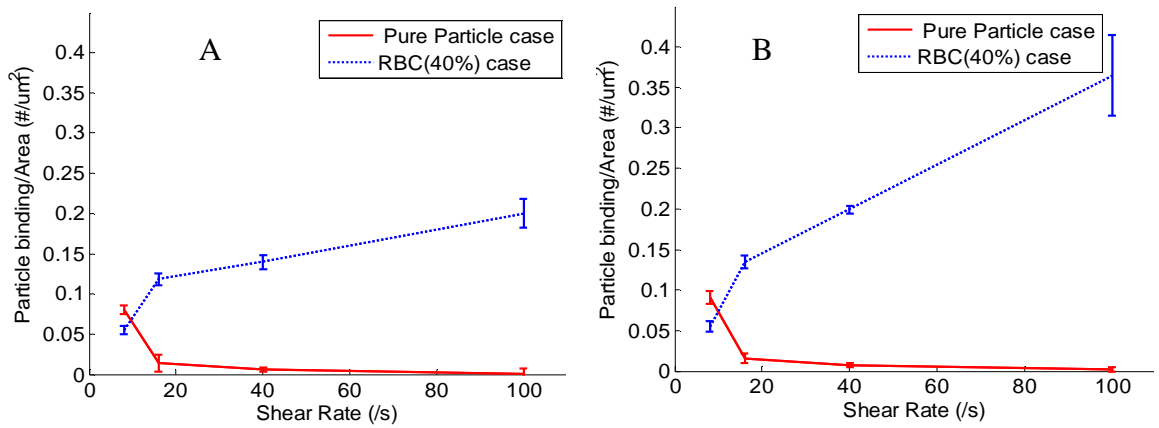 A
Pure Particle case
RBC(40%) case
Particle binding/Area (#/um²)
0.4
0.35
0.3
0.25
0.2
0.15
0.1
0.05
0
0 20 40 60 80 100
Shear Rate (/s)
B
Pure Particle case
RBC(40%) case
Particle binding/Area (#/um²)
0.4
0.35
0.3
0.25
0.2
0.15
0.1
0.05
0
0 20 40 60 80 100
Shear Rate (/s)